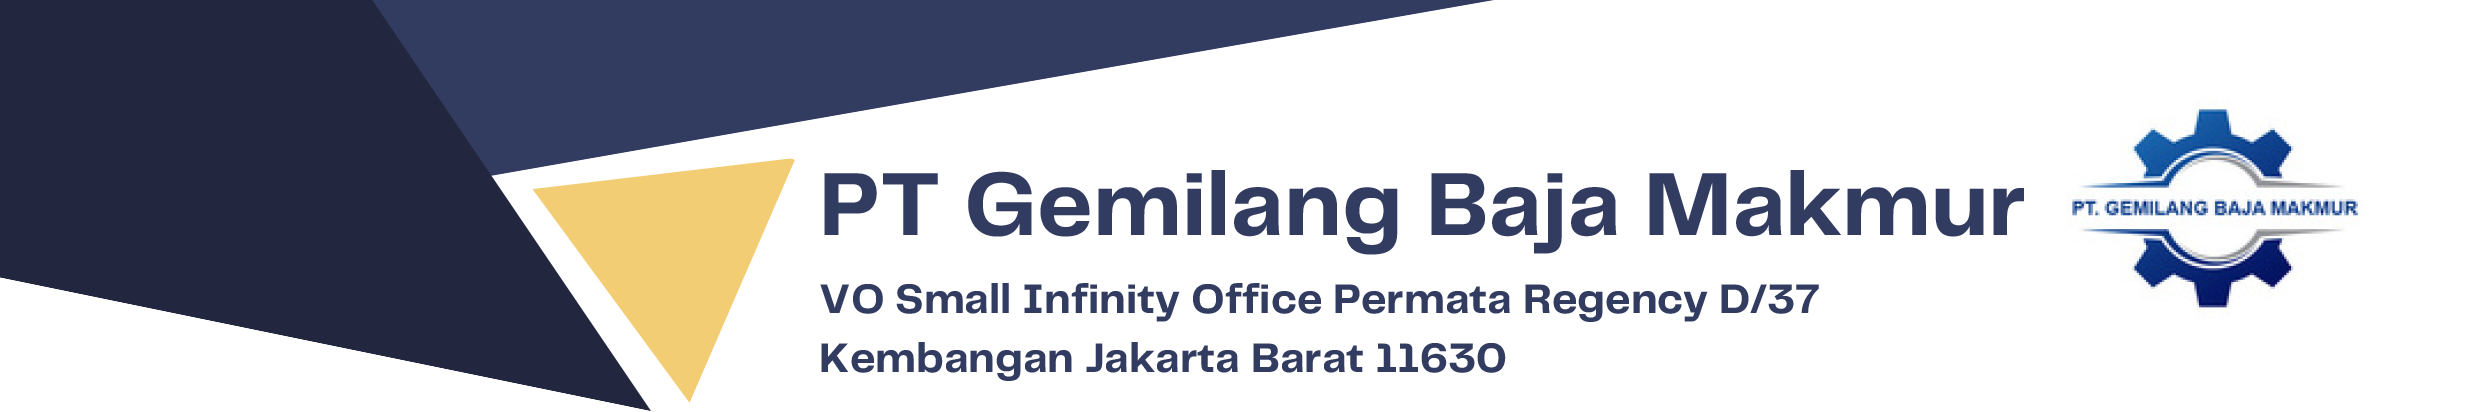 PT Gemilang Baja Makmur
PT. GEMILANG BAJA MAKMUR
VO Small Infinity Office Permata Regency D/37
Kembangan Jakarta Barat 11630